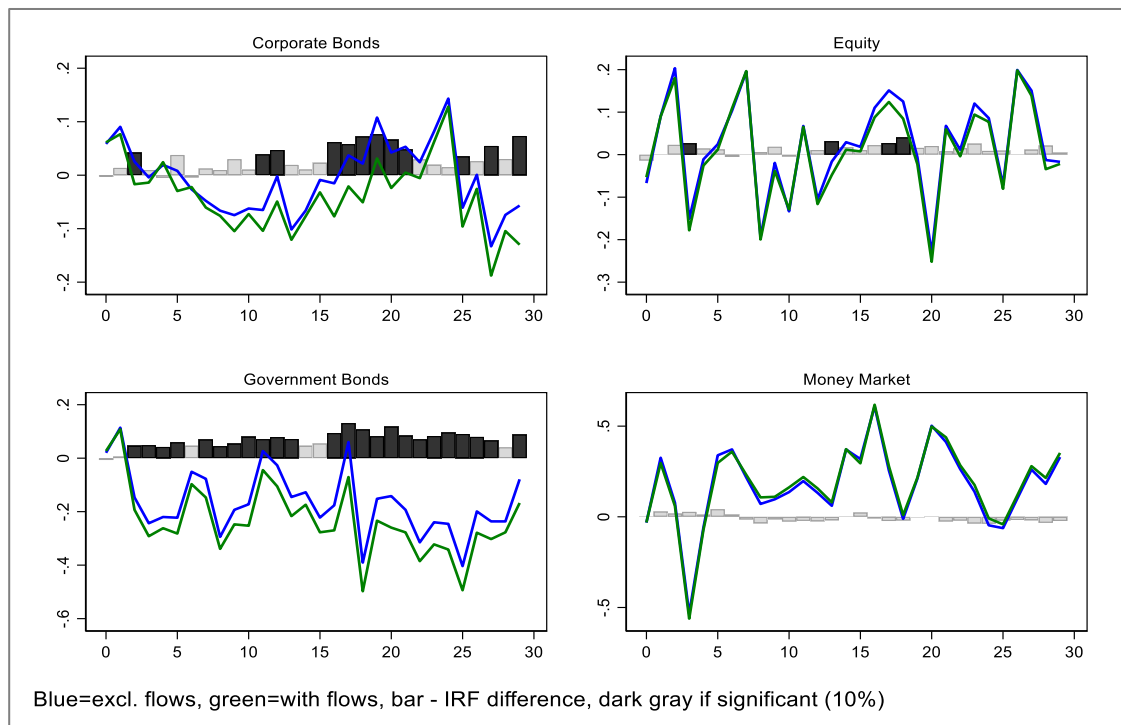 Corporate Bonds
.2
.1
0
-.1
-.2
0 5 10 15 20 25 30
Equity
.2
.1
0
-.1
-.2
-.3
0 5 10 15 20 25 30
Government Bonds
.2
0
-.2
-.4
-.6
0 5 10 15 20 25 30
Money Market
.5
0
-.5
0 5 10 15 20 25 30
Blue=excl. flows, green=with flows, bar - IRF difference, dark gray if significant (10%)